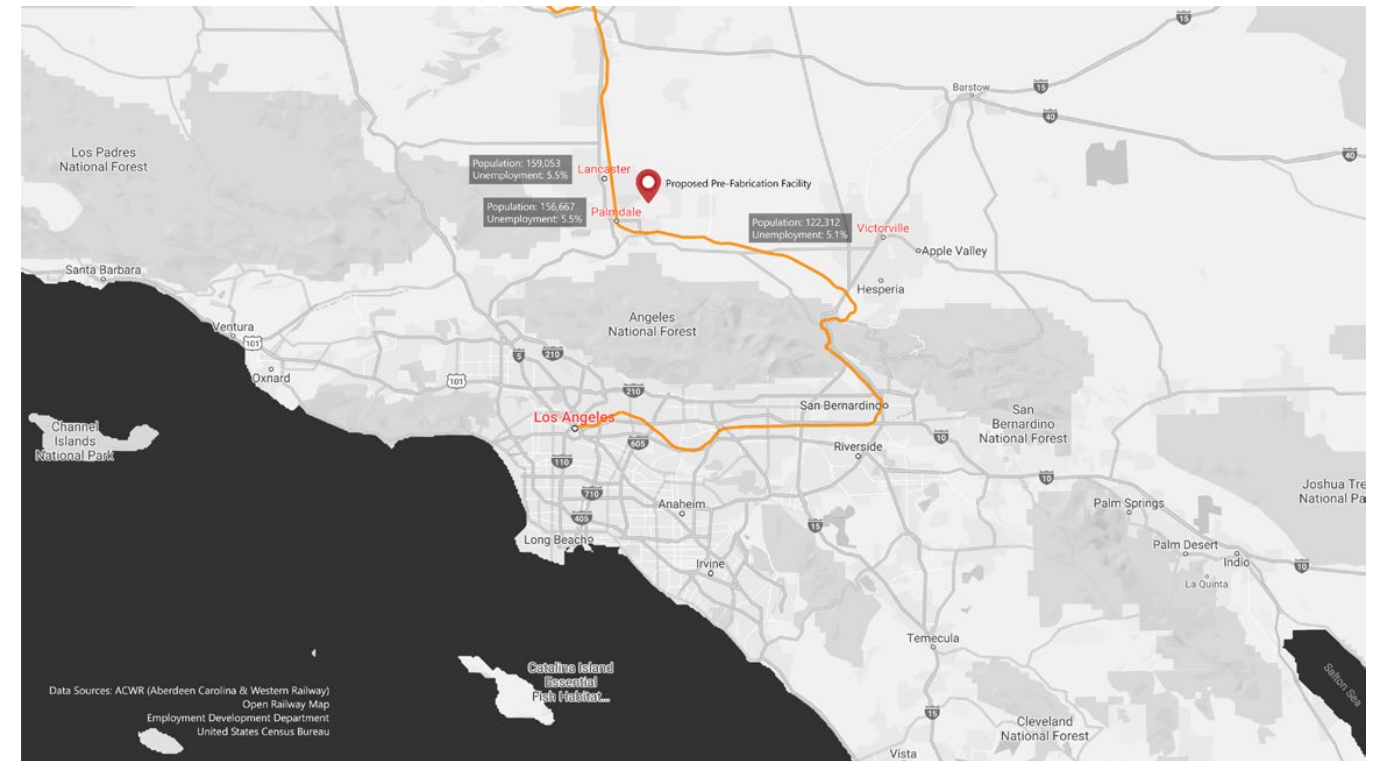 15
Barstow
15
40
40
Los Padres
National Forest
Population: 159,053
Unemployment: 5.5%
Lancaster
Proposed Pre-Fabrication Facility
Population: 156,667
Unemployment: 5.5%
Palmdale
Population: 122,312
Unemployment: 5.1%
Victorville
Apple Valley
Santa Barbara
Hesperia
Angeles
National Forest
Ventura
101
5
210
Oxnard
101
210
San Bernardino
San
Bernardino
National Forest
Los Angeles
Channel
Islands
National Park
605
10
Riverside
110
10
Joshua Tre
National Pa
710
Anaheim
Palm Springs
405
15
Long Beach
Palm Desert
Indio
10
Irvine
La Quinta
Temecula
Catalina Island
Essential
Fish Habitat...
Salton Sea
Data Sources: ACWR (Aberdeen Carolina & Western Railway)
Open Railway Map
Employment Development Department
United States Census Bureau
15
Cleveland
National Forest
Vista